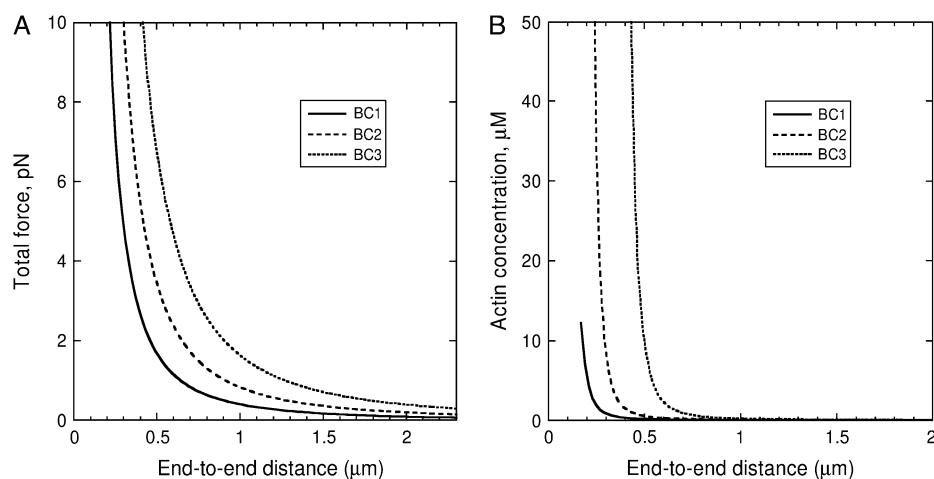 A
Total force, pN
10
8
6
4
2
0
BC1
BC2
BC3
0 0.5 1 1.5 2
End-to-end distance (μm)
B
Actin concentration, μM
50
40
30
20
10
0
BC1
BC2
BC3
0 0.5 1 1.5 2
End-to-end distance (μm)